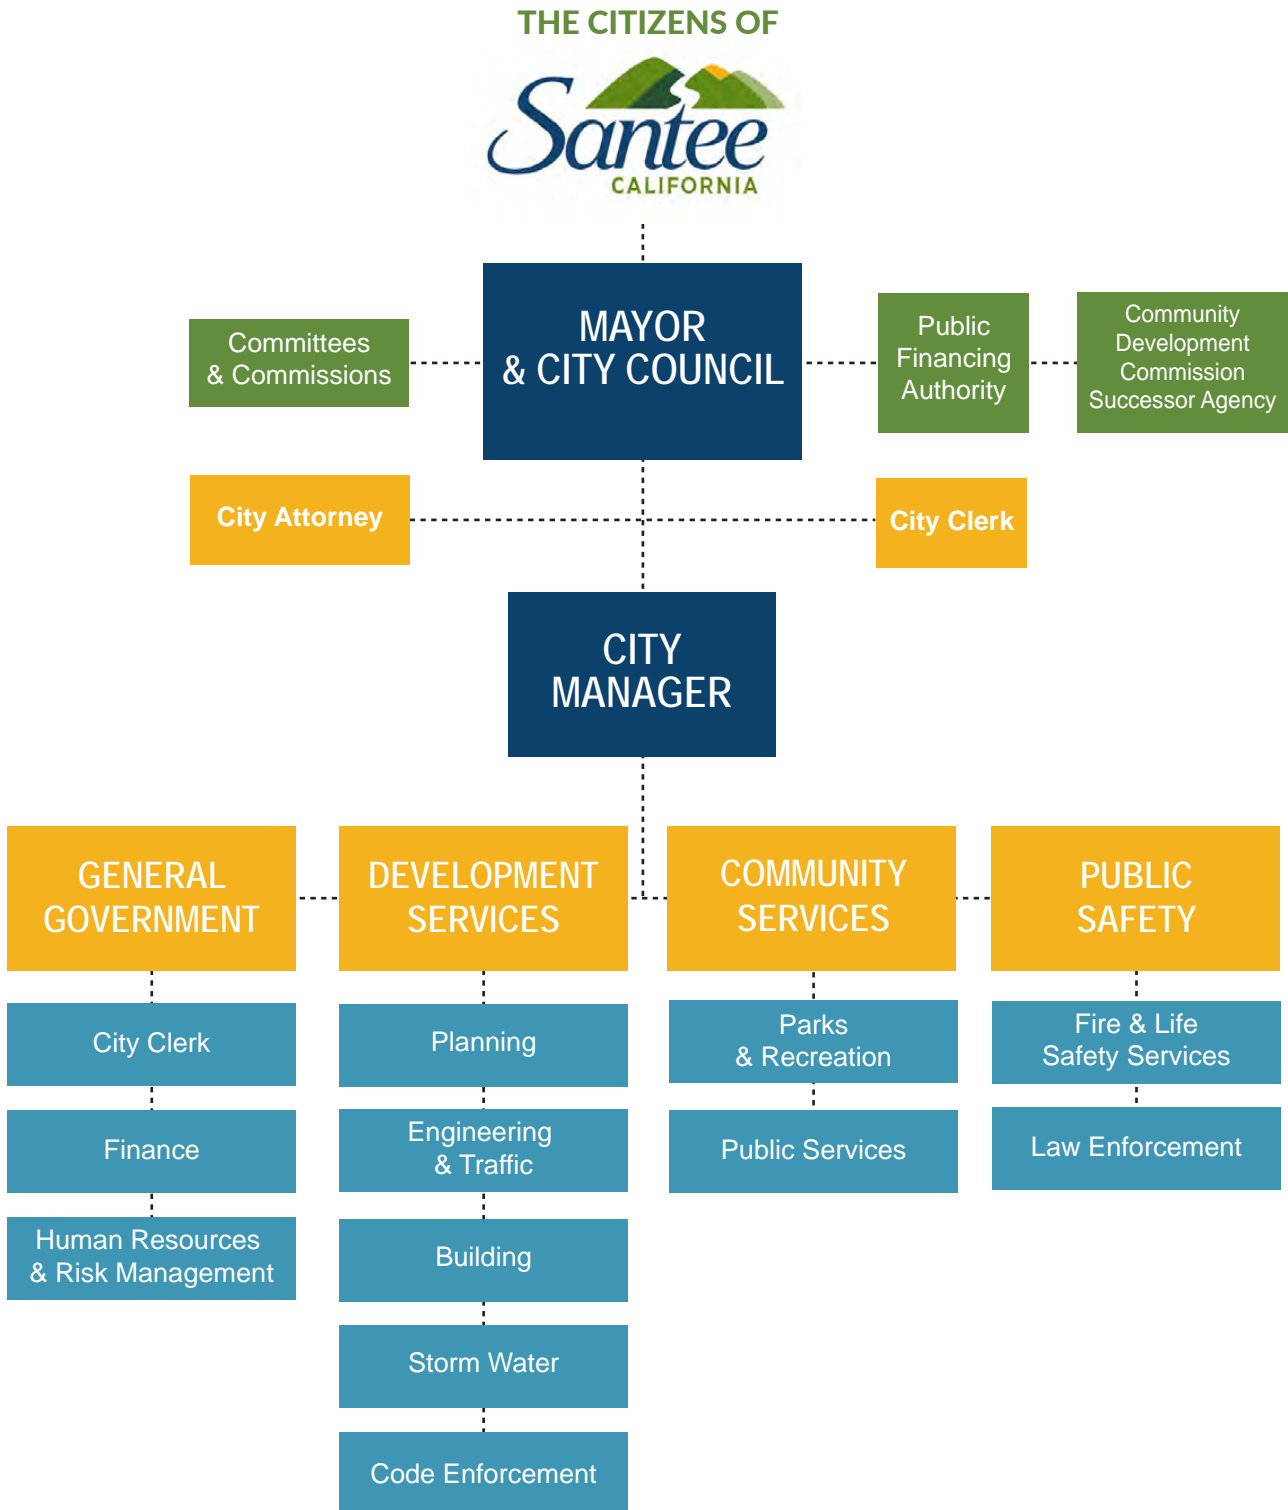 THE CITIZENS OF
Santee
CALIFORNIA
MAYOR
& CITY COUNCIL
Committees
& Commissions
Public
Financing
Authority
Community
Development
Commission
Successor Agency
City Attorney
City Clerk
CITY
MANAGER
GENERAL
GOVERNMENT
DEVELOPMENT
SERVICES
COMMUNITY
SERVICES
PUBLIC
SAFETY
City Clerk
Finance
Human Resources
& Risk Management
Planning
Engineering
& Traffic
Building
Storm Water
Code Enforcement
Parks
& Recreation
Public Services
Fire & Life
Safety Services
Law Enforcement